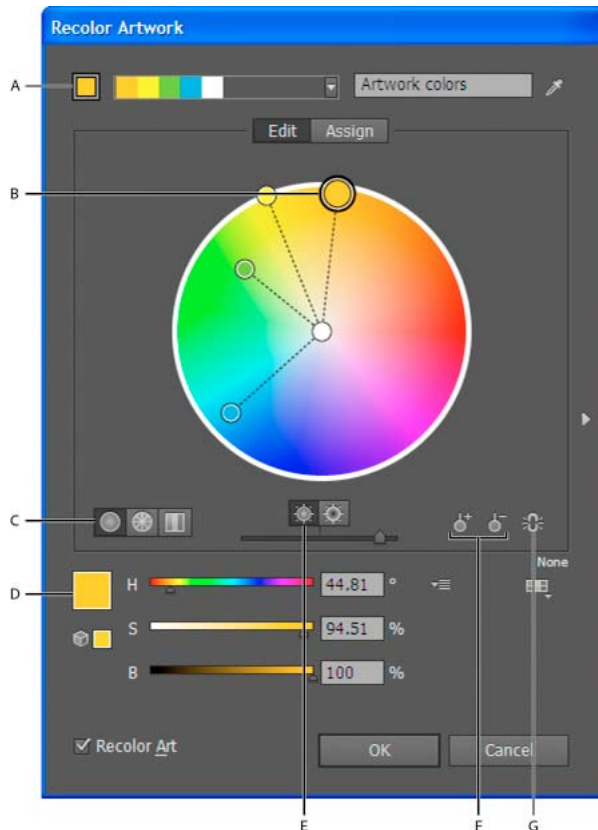 Recolor Artwork
A
Artwork colors
Edit Assign
B
C
None
D
H 44.81 °
S 94.51 %
B 100 %
Recolor Art
OK Cancel
E F G